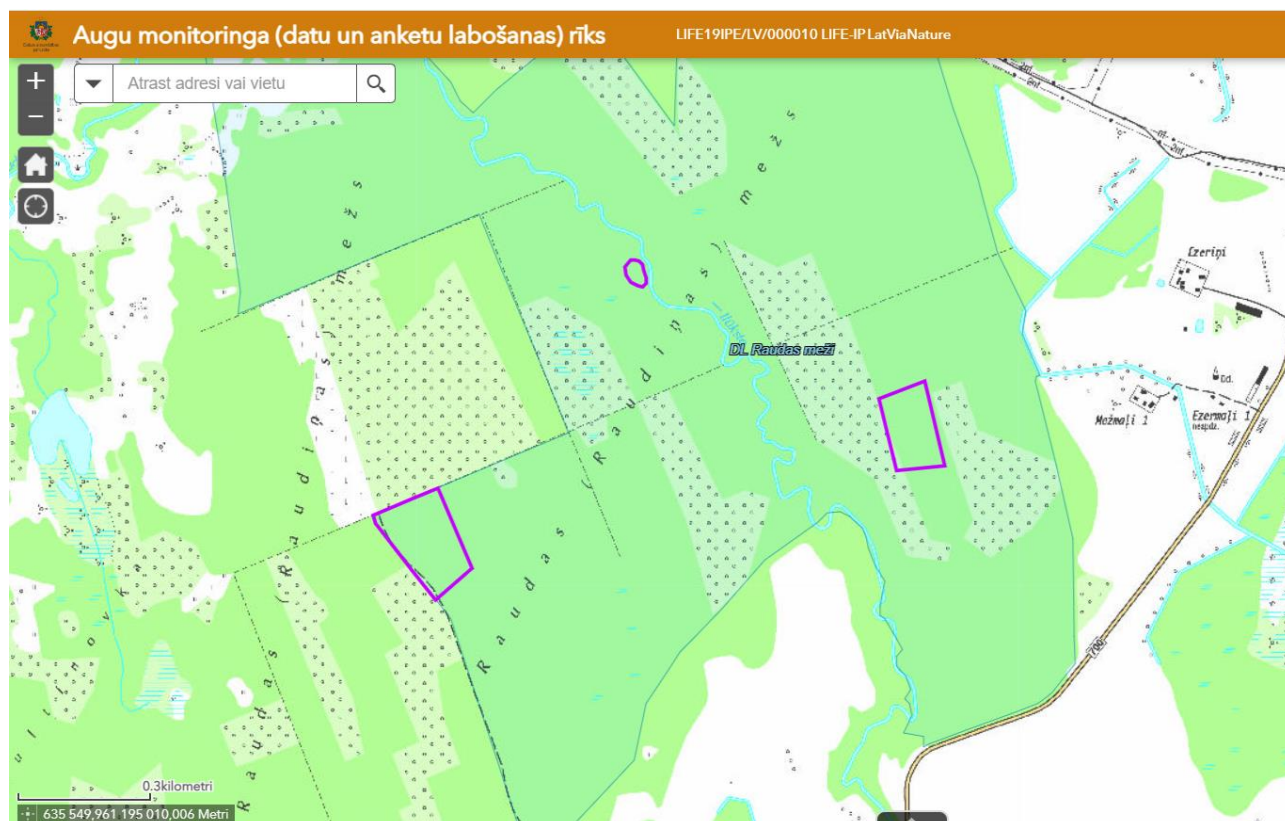 Augu monitoringa (datu un anketu labošanas) rīks
LIFE19IPE/LV/000010 LIFE-IP LatViaNature
+
Atrast adresi vai vietu
−
mežs
mežs
Ezeriņi
(Raudiņas)
DL Raudas meži
Ezermaļi 1
neapdz.
Možmaļi 1
(Raudiņas)
Raudas
Raudas
700
0.3kilometri
635 549,961 195 010,006 Metri